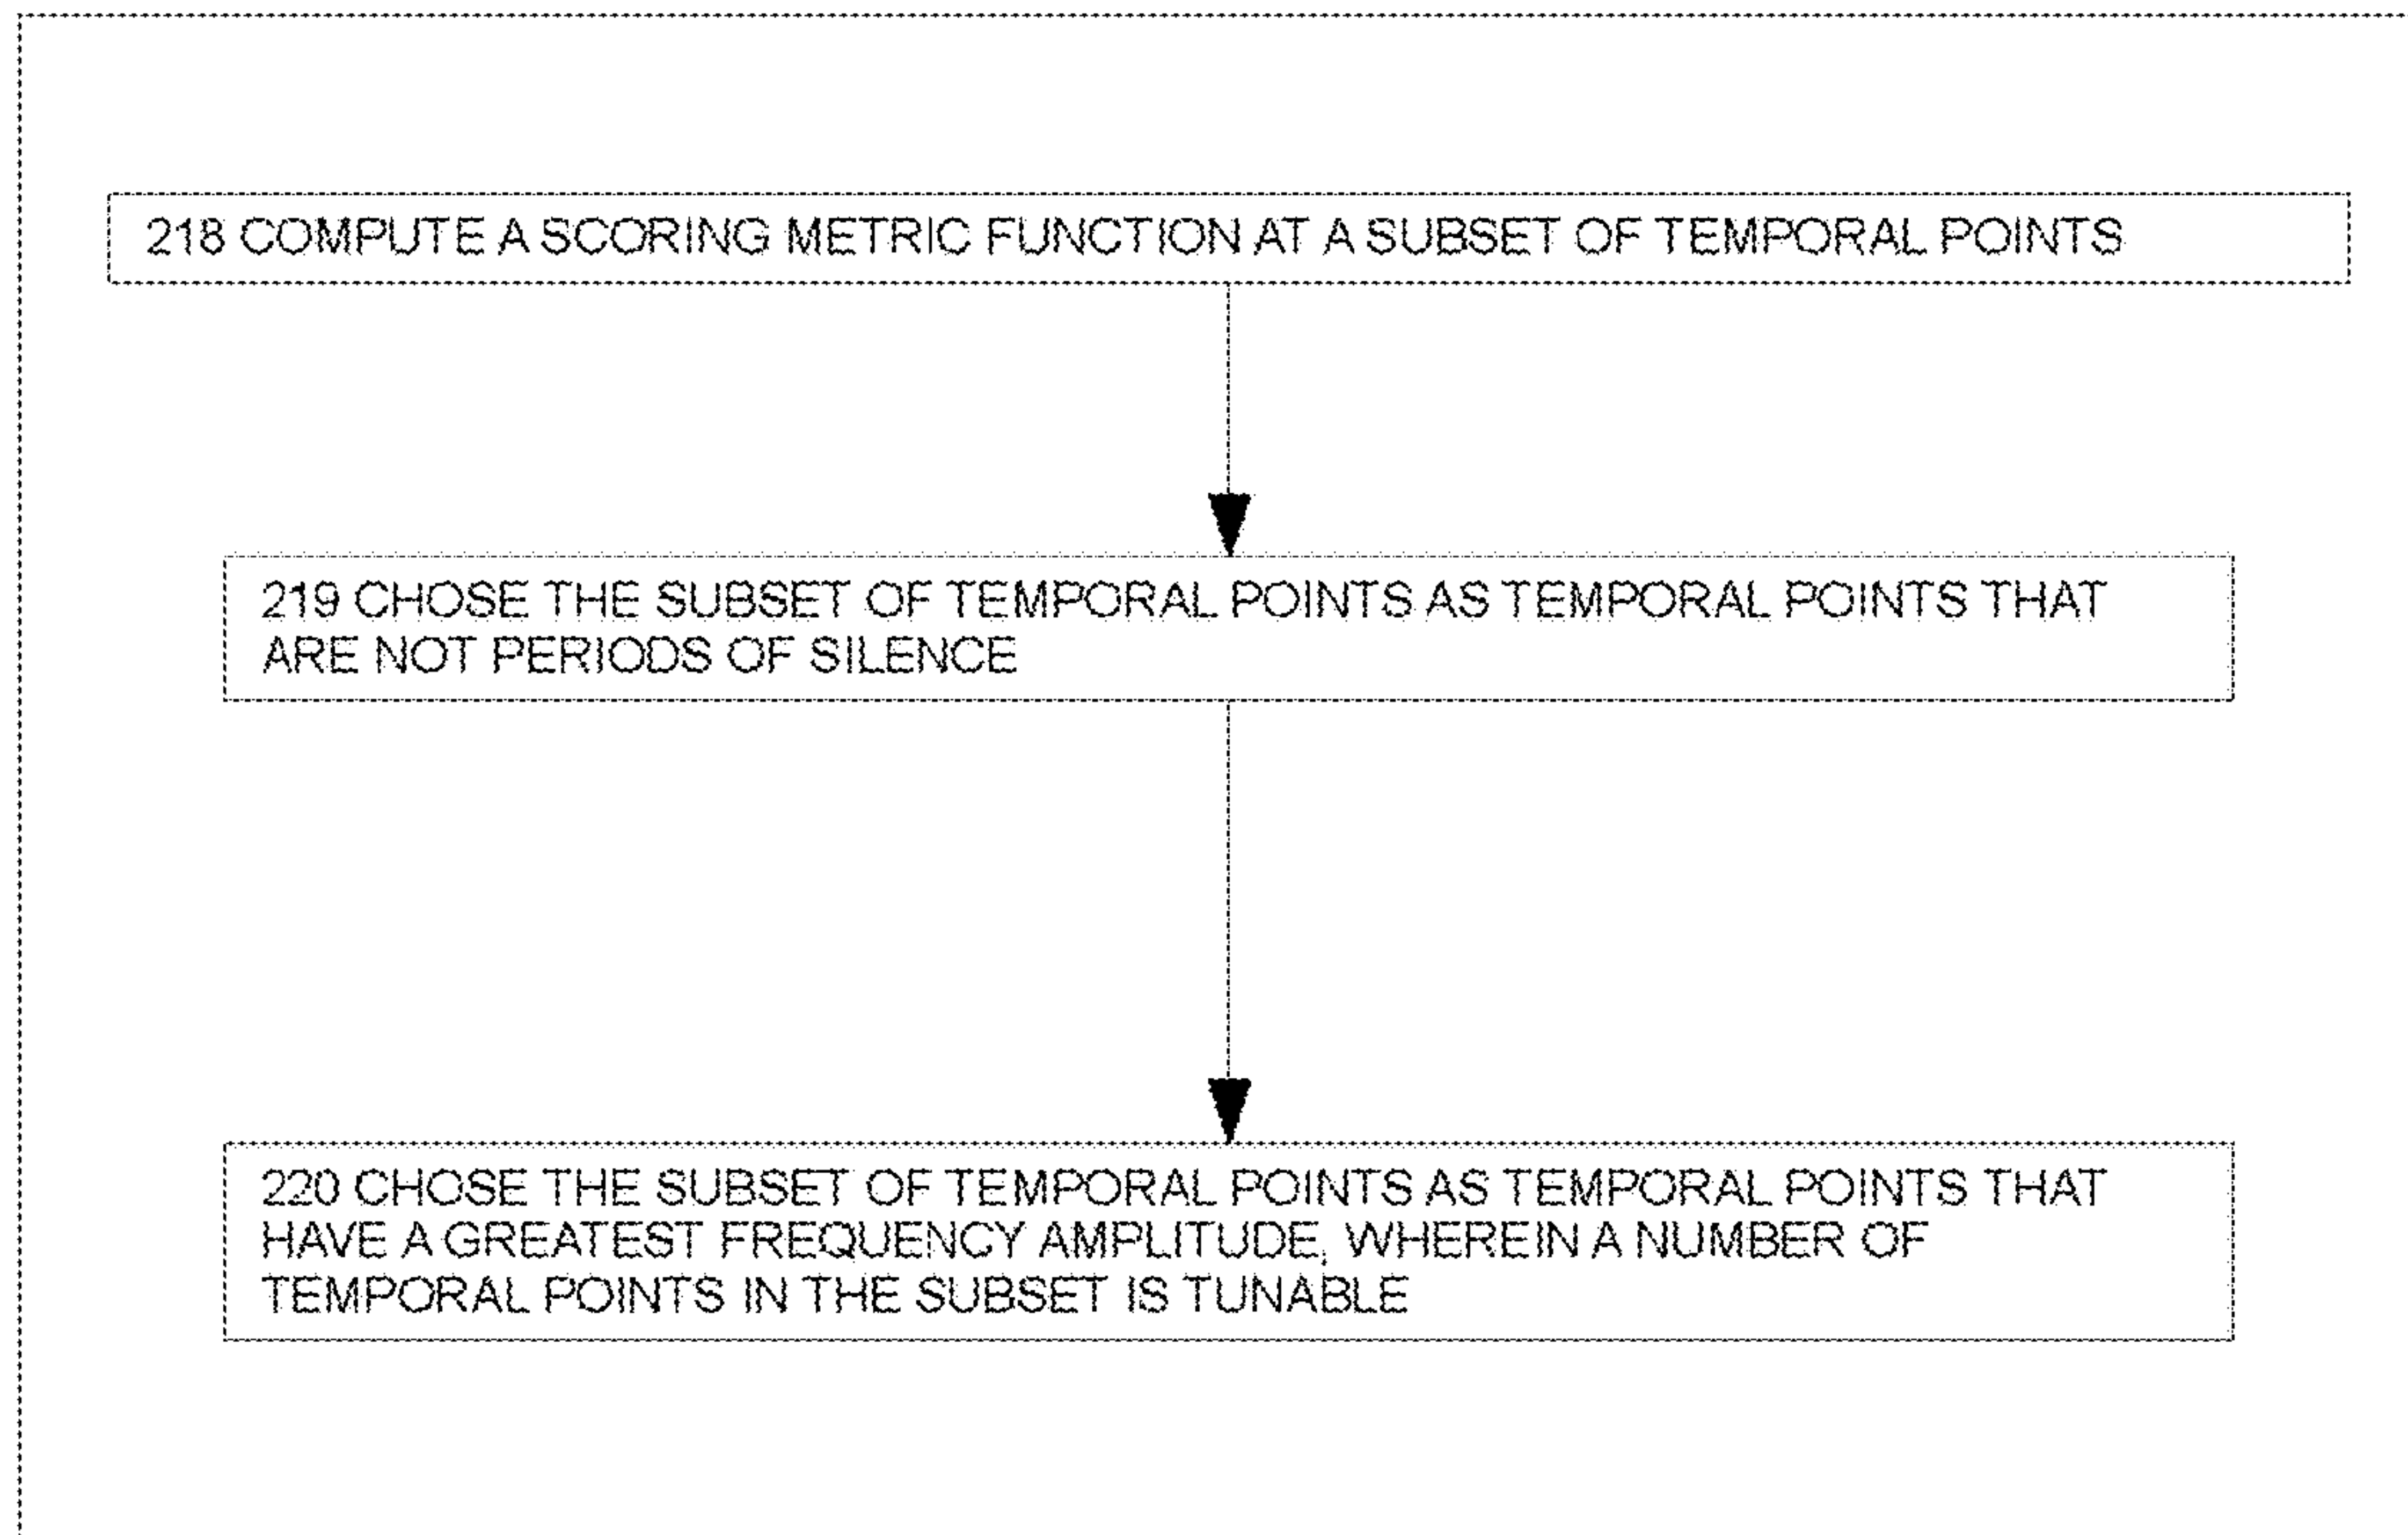 218 COMPUTE A SCORING METRIC FUNCTION AT A SUBSET OF TEMPORAL POINTS
219 CHOSE THE SUBSET OF TEMPORAL POINTS AS TEMPORAL POINTS THAT
ARE NOT PERIODS OF SILENCE
220 CHOSE THE SUBSET OF TEMPORAL POINTS AS TEMPORAL POINTS THAT
HAVE A GREATEST FREQUENCY AMPLITUDE, WHEREIN A NUMBER OF
TEMPORAL POINTS IN THE SUBSET IS TUNABLE